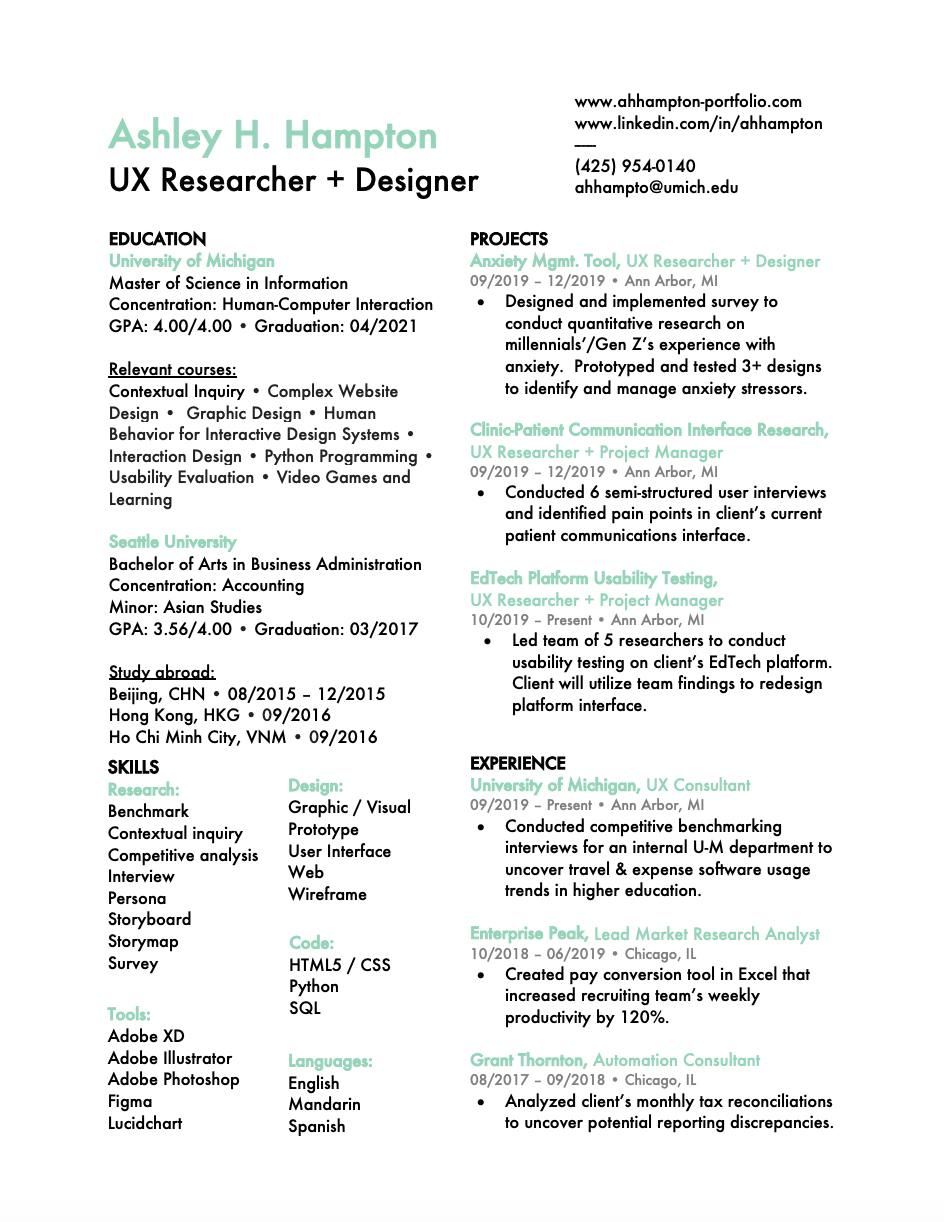 Ashley H. Hampton
UX Researcher + Designer
www.ahhampton-portfolio.com
www.linkedin.com/in/ahhampton
—
(425) 954-0140
ahhampto@umich.edu
EDUCATION
University of Michigan
Master of Science in Information
Concentration: Human-Computer Interaction
GPA: 4.00/4.00 • Graduation: 04/2021
Relevant courses:
Contextual Inquiry • Complex Website
Design • Graphic Design • Human
Behavior for Interactive Design Systems •
Interaction Design • Python Programming •
Usability Evaluation • Video Games and
Learning
Seattle University
Bachelor of Arts in Business Administration
Concentration: Accounting
Minor: Asian Studies
GPA: 3.56/4.00 • Graduation: 03/2017
Study abroad:
Beijing, CHN • 08/2015 – 12/2015
Hong Kong, HKG • 09/2016
Ho Chi Minh City, VNM • 09/2016
SKILLS
Research:
Benchmark
Contextual inquiry
Competitive analysis
Interview
Persona
Storyboard
Storymap
Survey
Tools:
Adobe XD
Adobe Illustrator
Adobe Photoshop
Figma
Lucidchart
Design:
Graphic / Visual
Prototype
User Interface
Web
Wireframe
Code:
HTML5 / CSS
Python
SQL
Languages:
English
Mandarin
Spanish
PROJECTS
Anxiety Mgmt. Tool, UX Researcher + Designer
09/2019 – 12/2019 • Ann Arbor, MI
• Designed and implemented survey to
conduct quantitative research on
millennials’/Gen Z’s experience with
anxiety. Prototyped and tested 3+ designs
to identify and manage anxiety stressors.
Clinic-Patient Communication Interface Research,
UX Researcher + Project Manager
09/2019 – 12/2019 • Ann Arbor, MI
• Conducted 6 semi-structured user interviews
and identified pain points in client’s current
patient communications interface.
EdTech Platform Usability Testing,
UX Researcher + Project Manager
10/2019 – Present • Ann Arbor, MI
• Led team of 5 researchers to conduct
usability testing on client’s EdTech platform.
Client will utilize team findings to redesign
platform interface.
EXPERIENCE
University of Michigan, UX Consultant
09/2019 – Present • Ann Arbor, MI
• Conducted competitive benchmarking
interviews for an internal U-M department to
uncover travel & expense software usage
trends in higher education.
Enterprise Peak, Lead Market Research Analyst
10/2018 – 06/2019 • Chicago, IL
• Created pay conversion tool in Excel that
increased recruiting team’s weekly
productivity by 120%.
Grant Thornton, Automation Consultant
08/2017 – 09/2018 • Chicago, IL
• Analyzed client’s monthly tax reconciliations
to uncover potential reporting discrepancies.